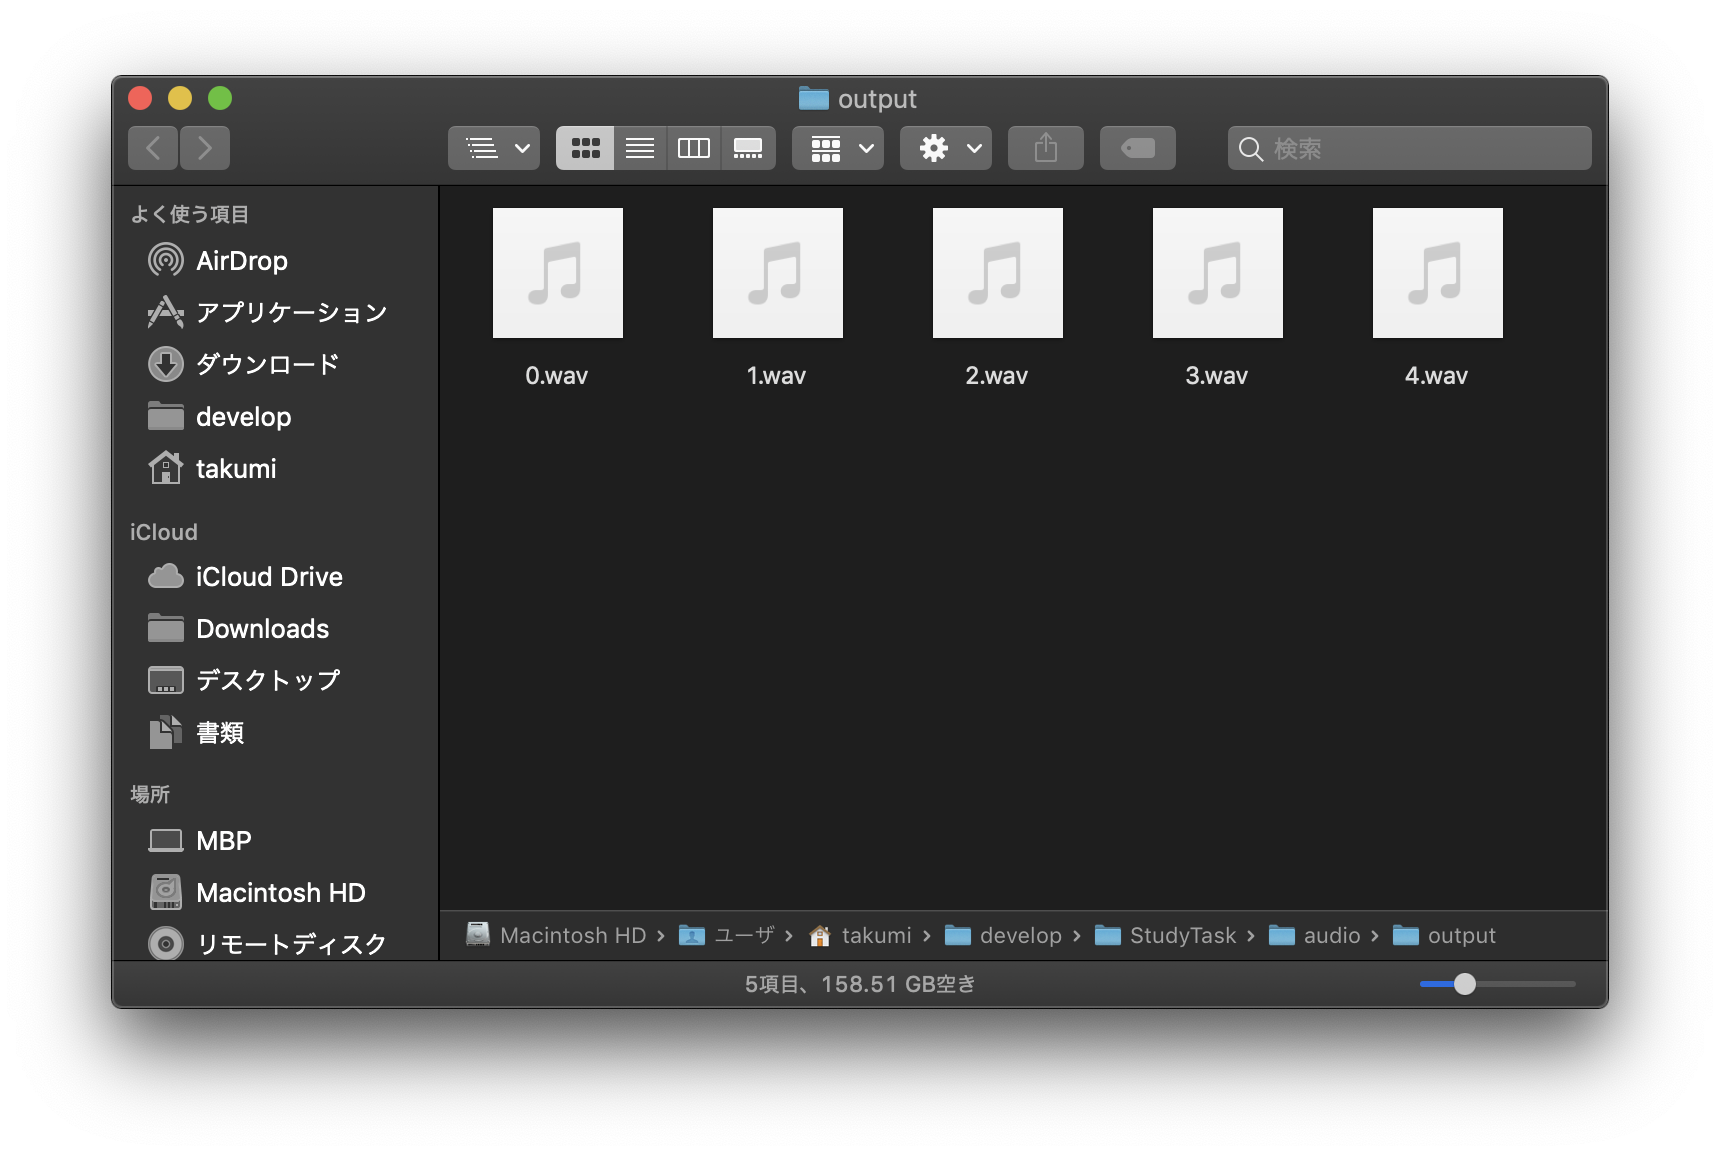 output
検索
よく使う項目
AirDrop
アプリケーション
ダウンロード
develop
takumi
iCloud
iCloud Drive
Downloads
デスクトップ
書類
場所
MBP
Macintosh HD
リモートディスク
0.wav
1.wav
2.wav
3.wav
4.wav
Macintosh HD › ユーザ › takumi › develop › StudyTask › audio › output
5項目、158.51 GB空き